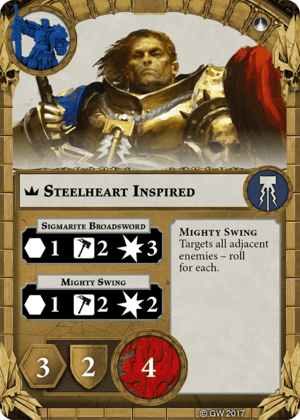 Steelheart Inspired
Sigmarite Broadsword
1 2 3
Mighty Swing
1 2 2
Mighty Swing
Targets all adjacent
enemies – roll
for each.
3 2 4
© GW 2017